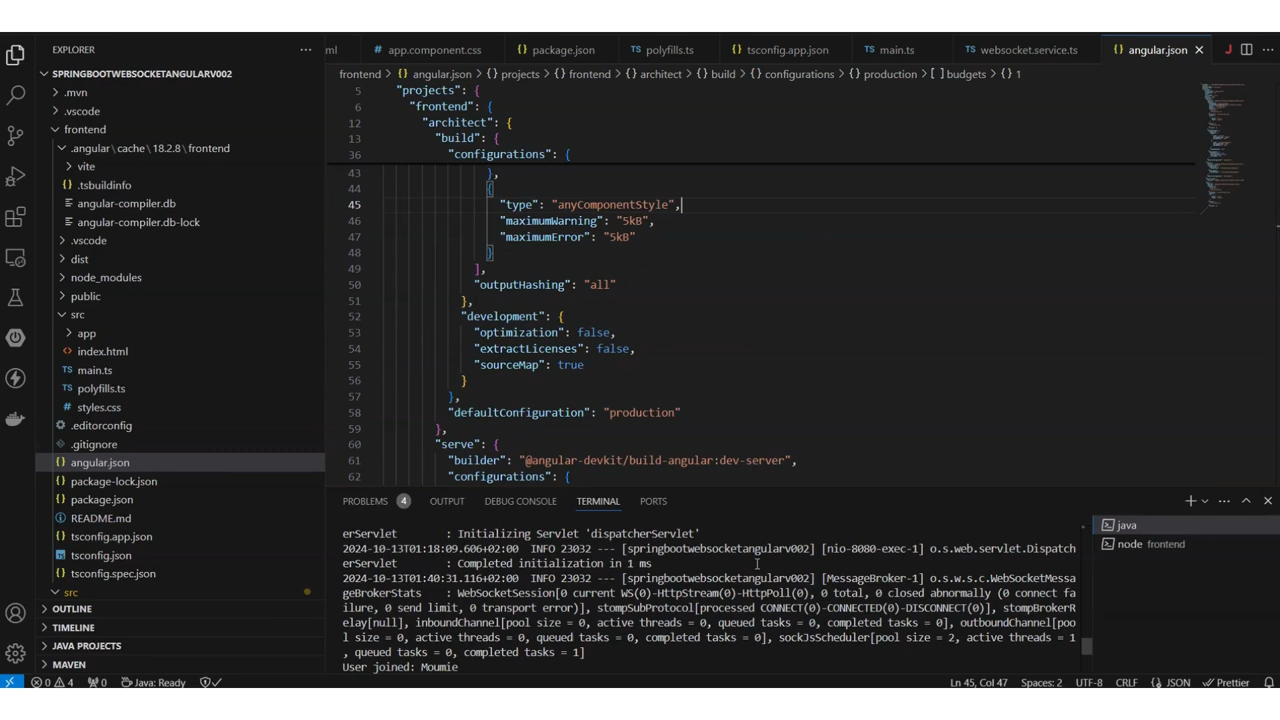 EXPLORER
ml
app.component.css
package.json
polyfills.ts
tsconfig.app.json
main.ts
websocket.service.ts
angular.json
SPRINGBOOTWEBSOCKETANGULARV002
.mvn
.vscode
frontend
.angular\cache\18.2.8\frontend
vite
.tsbuildinfo
angular-compiler.db
angular-compiler.db-lock
.vscode
dist
node_modules
public
src
app
index.html
main.ts
polyfills.ts
styles.css
.editorconfig
.gitignore
angular.json
package-lock.json
package.json
README.md
tsconfig.app.json
tsconfig.json
tsconfig.spec.json
src
OUTLINE
TIMELINE
JAVA PROJECTS
MAVEN
frontend > {} angular.json > {} projects > {} frontend > {} architect > {} build > {} configurations > {} production > [ ] budgets > {} 1
5 "projects": {
6 "frontend": {
12 "architect": {
13 "build": {
36 "configurations": {
43 },
44 {
45 "type": "anyComponentStyle",
46 "maximumWarning": "5kB",
47 "maximumError": "5kB"
48 }
49 ],
50 "outputHashing": "all"
51 },
52 "development": {
53 "optimization": false,
54 "extractLicenses": false,
55 "sourceMap": true
56 }
57 },
58 "defaultConfiguration": "production"
59 },
60 "serve": {
61 "builder": "@angular-devkit/build-angular:dev-server",
62 "configurations": {
PROBLEMS 4 OUTPUT DEBUG CONSOLE TERMINAL PORTS
erServlet : Initializing Servlet 'dispatcherServlet'
2024-10-13T01:18:09.606+02:00 INFO 23032 --- [springbootwebsocketangularv002] [nio-8080-exec-1] o.s.web.servlet.Dispatch
erServlet : Completed initialization in 1 ms
2024-10-13T01:40:31.116+02:00 INFO 23032 --- [springbootwebsocketangularv002] [MessageBroker-1] o.s.w.s.c.WebSocketMessa
geBrokerStats : WebSocketSession[0 current WS(0)-HttpStream(0)-HttpPoll(0), 0 total, 0 closed abnormally (0 connect fa
ilure, 0 send limit, 0 transport error)], stompSubProtocol[processed CONNECT(0)-CONNECTED(0)-DISCONNECT(0)], stompBrokerR
elay[null], inboundChannel[pool size = 0, active threads = 0, queued tasks = 0, completed tasks = 0], outboundChannel[poo
l size = 0, active threads = 0, queued tasks = 0, completed tasks = 0], sockJsScheduler[pool size = 2, active threads = 1
, queued tasks = 0, completed tasks = 1]
User joined: Moumie
java
node frontend
0 4 0 Java: Ready
Ln 45, Col 47 Spaces: 2 UTF-8 CRLF {} JSON Prettier